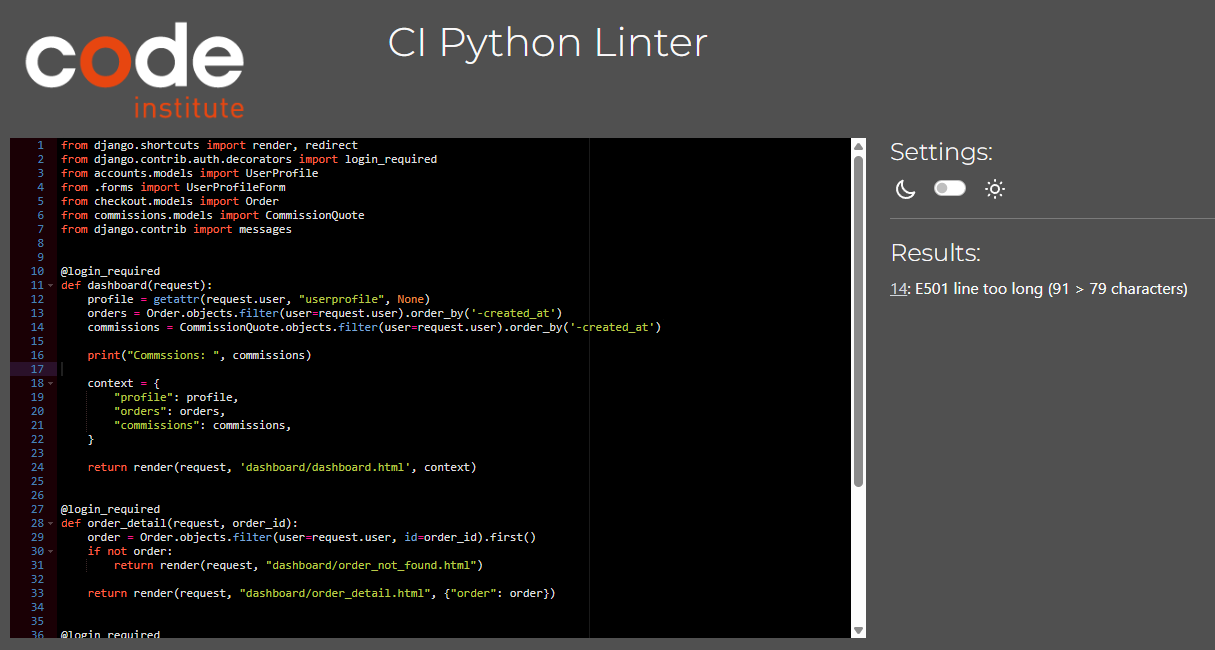 code
institute
CI Python Linter
1 from django.shortcuts import render, redirect
2 from django.contrib.auth.decorators import login_required
3 from accounts.models import UserProfile
4 from .forms import UserProfileForm
5 from checkout.models import Order
6 from commissions.models import CommissionQuote
7 from django.contrib import messages
8
9
10 @login_required
11 def dashboard(request):
12     profile = getattr(request.user, "userprofile", None)
13     orders = Order.objects.filter(user=request.user).order_by('-created_at')
14     commissions = CommissionQuote.objects.filter(user=request.user).order_by('-created_at')
15
16     print("Commssions: ", commissions)
17
18     context = {
19         "profile": profile,
20         "orders": orders,
21         "commissions": commissions,
22     }
23
24     return render(request, 'dashboard/dashboard.html', context)
25
26
27 @login_required
28 def order_detail(request, order_id):
29     order = Order.objects.filter(user=request.user, id=order_id).first()
30     if not order:
31         return render(request, "dashboard/order_not_found.html")
32
33     return render(request, "dashboard/order_detail.html", {"order": order})
34
35
36 @login_required
Settings:
Results:
14: E501 line too long (91 > 79 characters)